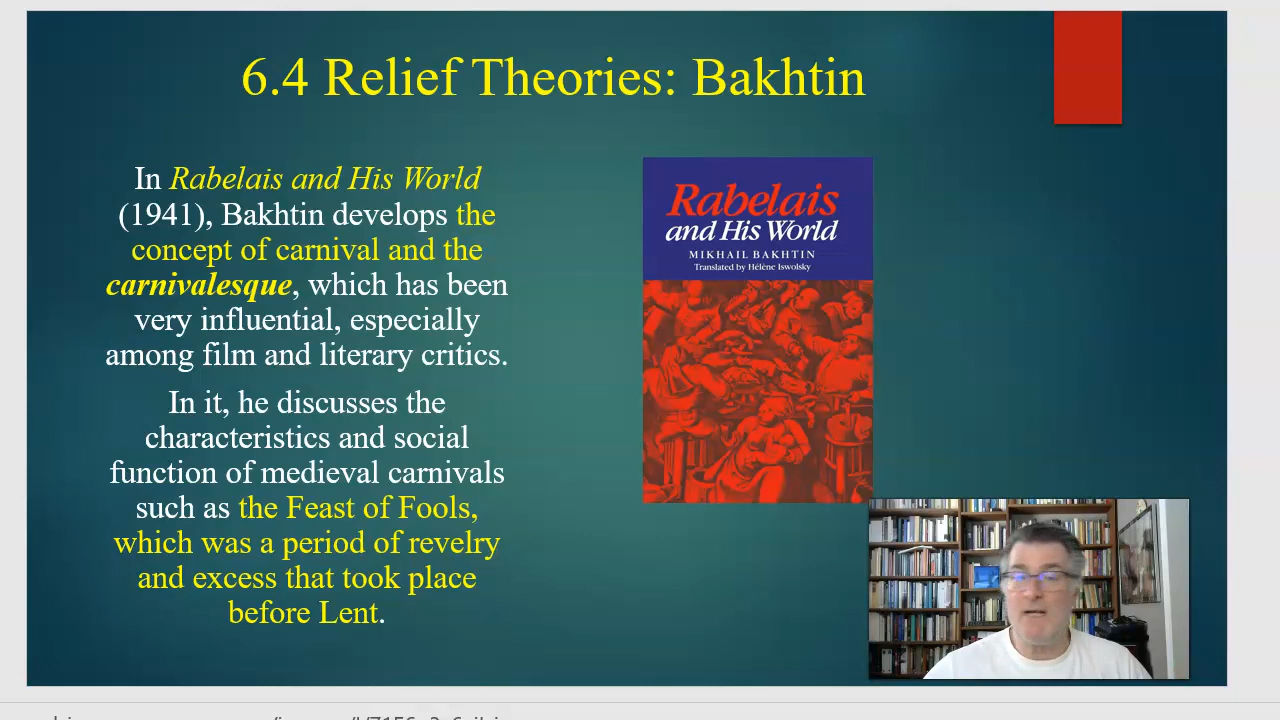 6.4 Relief Theories: Bakhtin
In Rabelais and His World
(1941), Bakhtin develops the
concept of carnival and the
carnivalesque, which has been
very influential, especially
among film and literary critics.
In it, he discusses the
characteristics and social
function of medieval carnivals
such as the Feast of Fools,
which was a period of revelry
and excess that took place
before Lent.
Rabelais
and His World
MIKHAIL BAKHTIN
Translated by Hélène Iswolsky